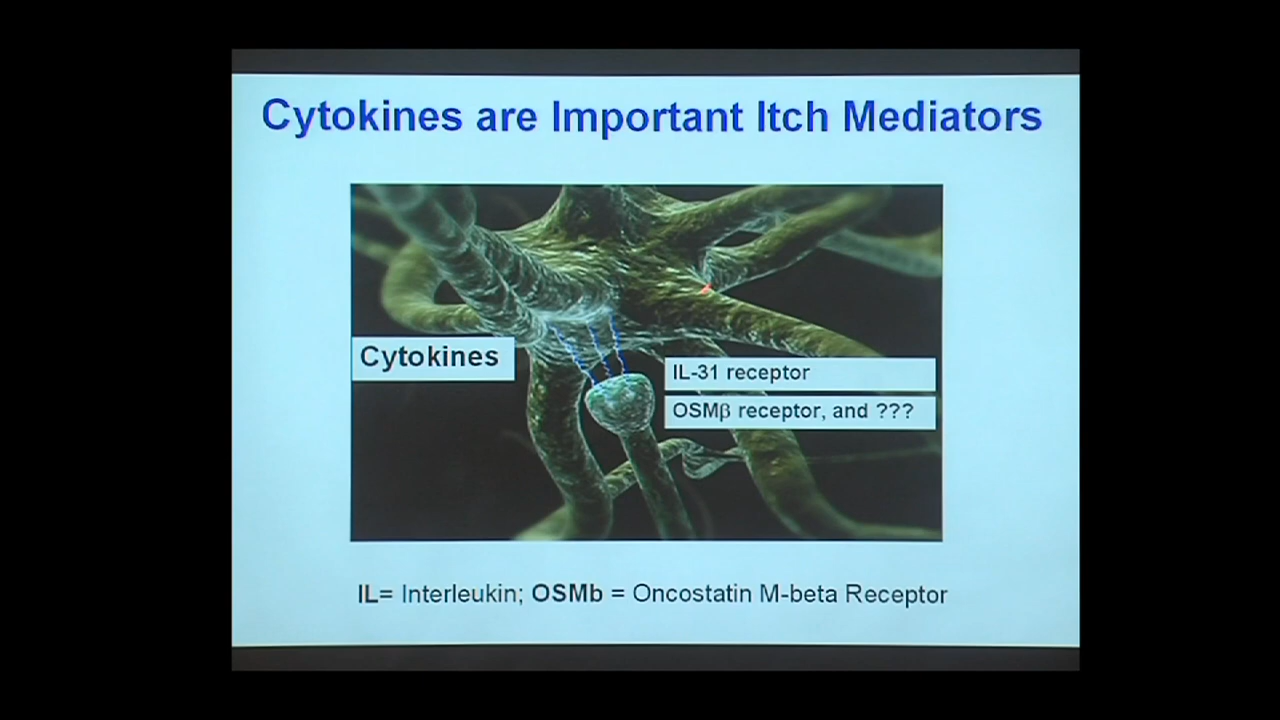 Cytokines are Important Itch Mediators
Cytokines
IL-31 receptor
OSMβ receptor, and ???
IL= Interleukin; OSMb = Oncostatin M-beta Receptor